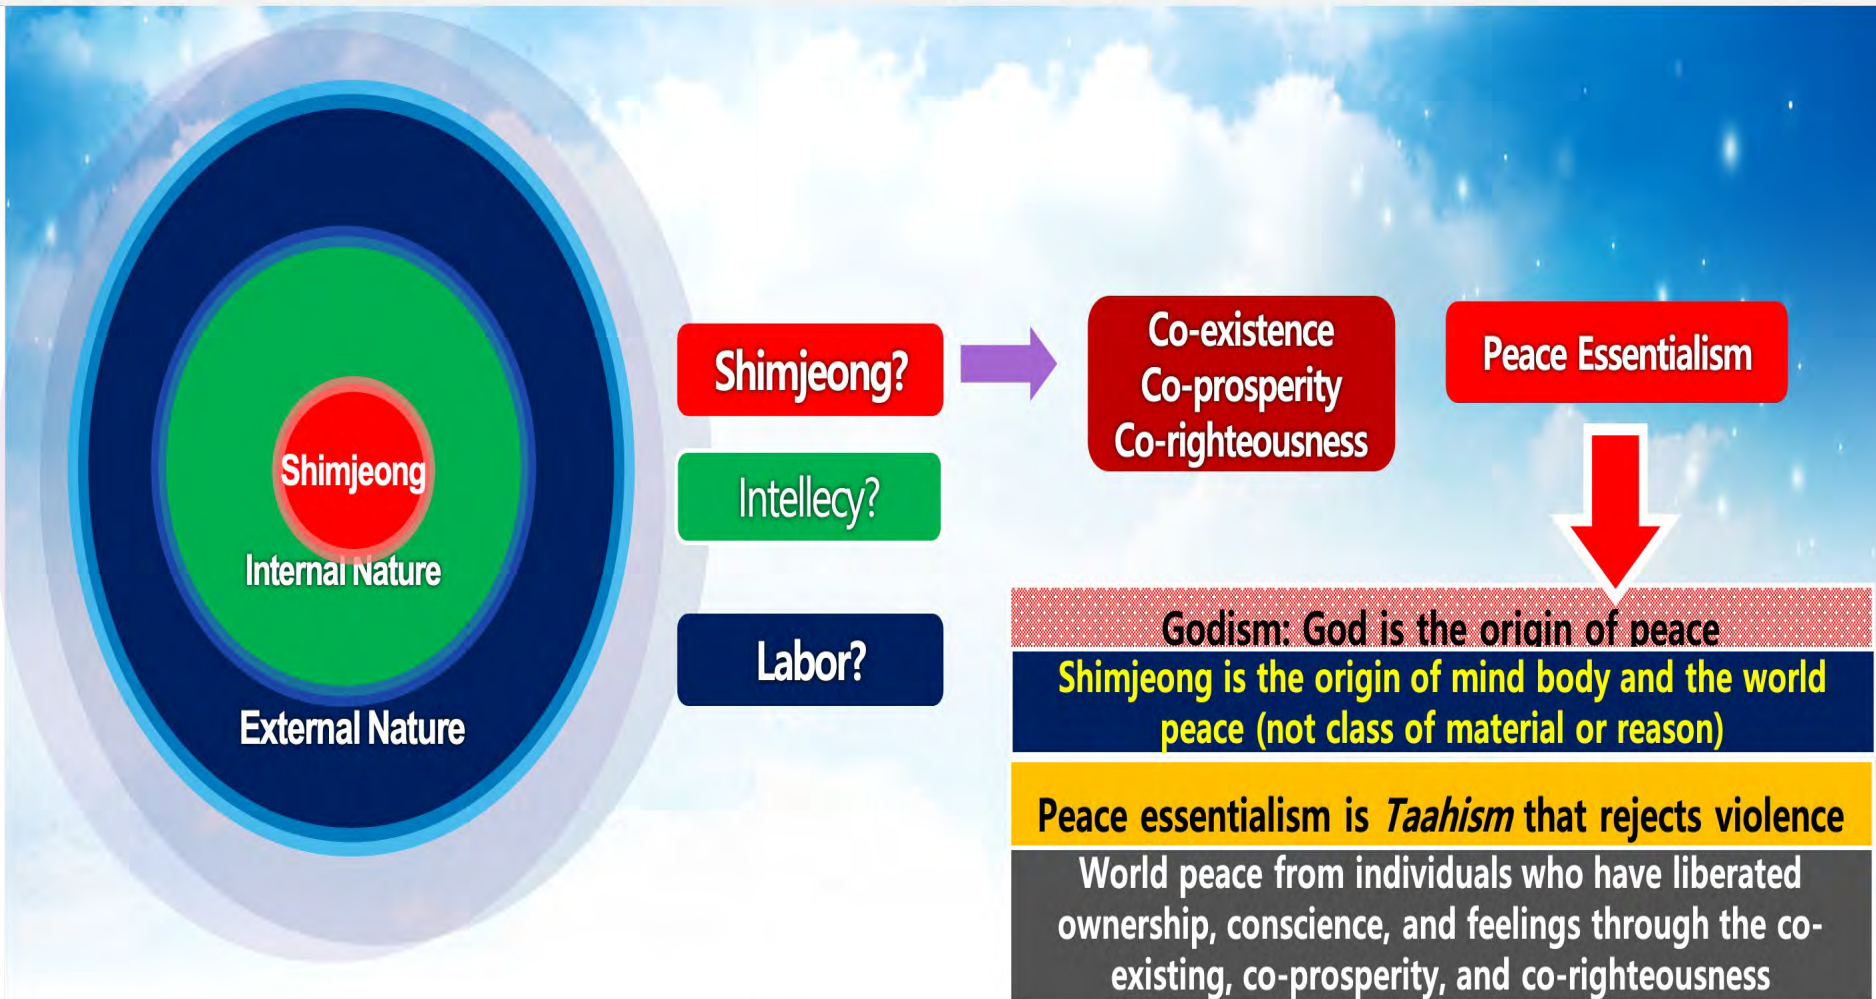 Shimjeong
Internal Nature
External Nature
Shimjeong?
Intellecy?
Labor?
Co-existence
Co-prosperity
Co-righteousness
Peace Essentialism
Godism: God is the origin of peace
Shimjeong is the origin of mind body and the world
peace (not class of material or reason)
Peace essentialism is Taahism that rejects violence
World peace from individuals who have liberated
ownership, conscience, and feelings through the co-
existing, co-prosperity, and co-righteousness